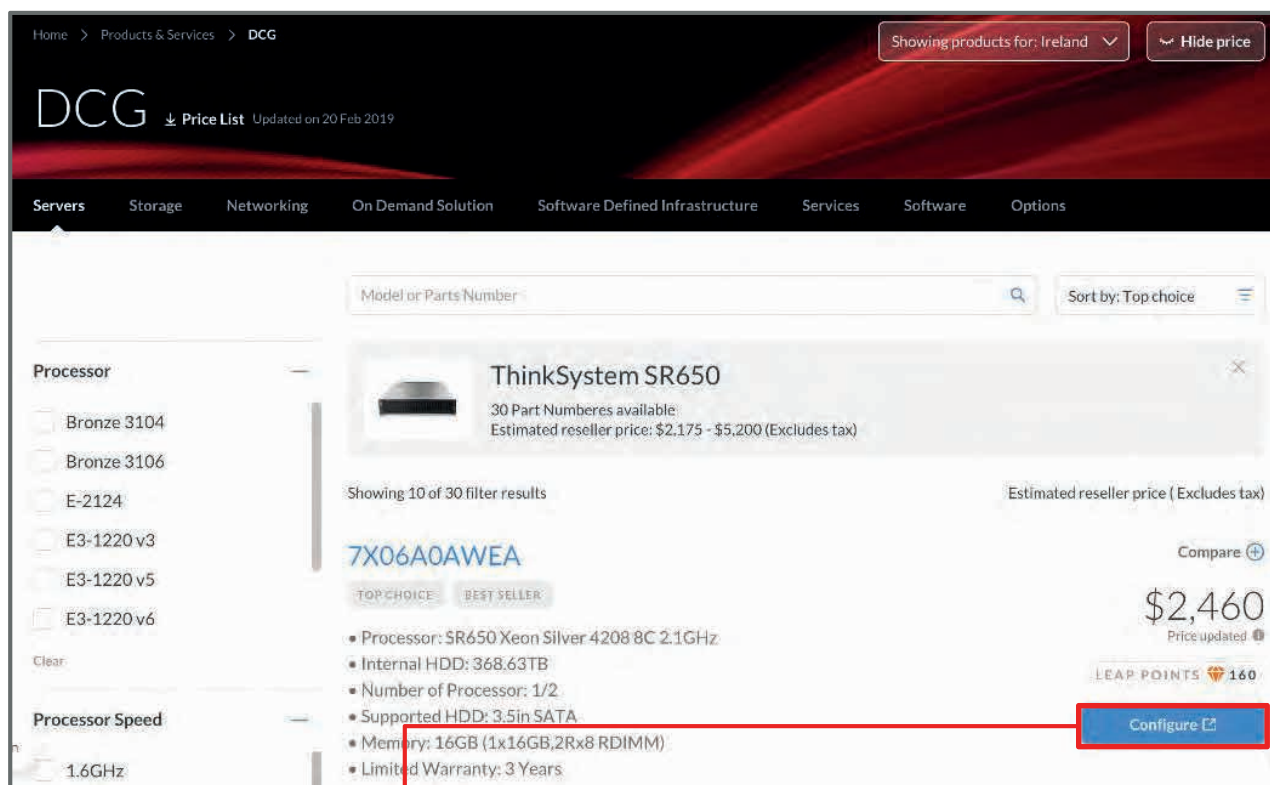 Home > Products & Services > DCG
Showing products for: Ireland
Hide price
DCG Price List Updated on 20 Feb 2019
Servers Storage Networking On Demand Solution Software Defined Infrastructure Services Software Options
Model or Parts Number
Sort by: Top choice
Processor
Bronze 3104
Bronze 3106
E-2124
E3-1220 v3
E3-1220 v5
E3-1220 v6
Clear
Processor Speed
1.6GHz
ThinkSystem SR650
30 Part Numberes available
Estimated reseller price: $2,175 - $5,200 (Excludes tax)
Showing 10 of 30 filter results
Estimated reseller price ( Excludes tax)
7X06A0AWEA
Compare
TOP CHOICE BEST SELLER
$2,460
Price updated
LEAP POINTS 160
Configure
• Processor: SR650 Xeon Silver 4208 8C 2.1GHz
• Internal HDD: 368.63TB
• Number of Processor: 1/2
• Supported HDD: 3.5in SATA
• Memory: 16GB (1x16GB,2Rx8 RDIMM)
• Limited Warranty: 3 Years